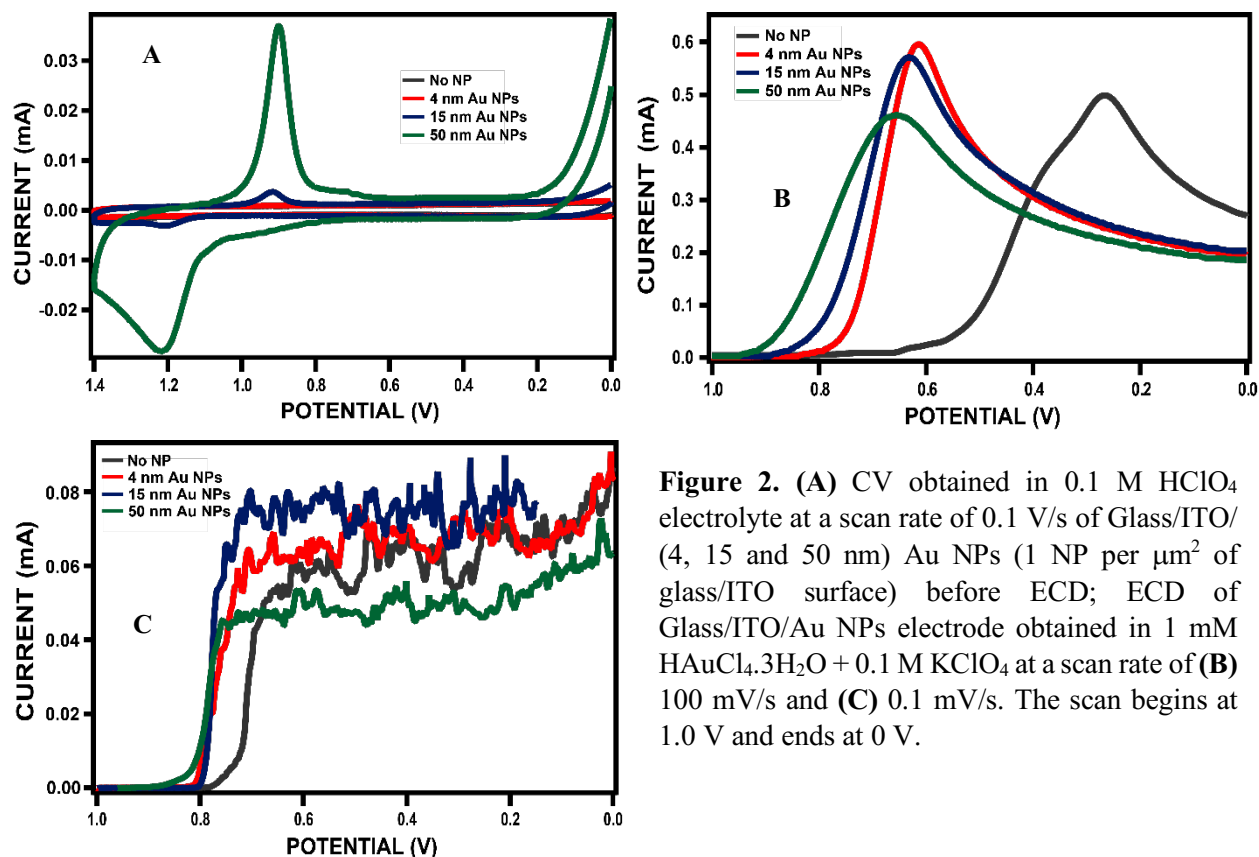 A
No NP
4 nm Au NPs
15 nm Au NPs
50 nm Au NPs
CURRENT (mA)
0.03
0.02
0.01
0.00
-0.01
-0.02
1.4 1.2 1.0 0.8 0.6 0.4 0.2 0.0
POTENTIAL (V)
B
No NP
4 nm Au NPs
15 nm Au NPs
50 nm Au NPs
CURRENT (mA)
0.6
0.5
0.4
0.3
0.2
0.1
0.0
1.0 0.8 0.6 0.4 0.2 0.0
POTENTIAL (V)
C
No NP
4 nm Au NPs
15 nm Au NPs
50 nm Au NPs
CURRENT (mA)
0.08
0.06
0.04
0.02
0.00
1.0 0.8 0.6 0.4 0.2 0.0
POTENTIAL (V)
Figure 2. (A) CV obtained in 0.1 M HClO₄
electrolyte at a scan rate of 0.1 V/s of Glass/ITO/
(4, 15 and 50 nm) Au NPs (1 NP per μm² of
glass/ITO surface) before ECD; ECD of
Glass/ITO/Au NPs electrode obtained in 1 mM
HAuCl₄.3H₂O + 0.1 M KClO₄ at a scan rate of (B)
100 mV/s and (C) 0.1 mV/s. The scan begins at
1.0 V and ends at 0 V.